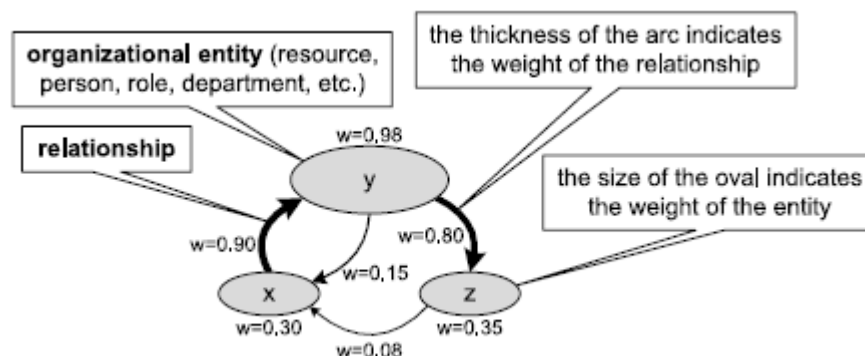 organizational entity (resource,
person, role, department, etc.)
the thickness of the arc indicates
the weight of the relationship
relationship
w=0,98
y
the size of the oval indicates
the weight of the entity
w=0,90
w=0,80
w=0,15
x
z
w=0,30
w=0,35
w=0,08